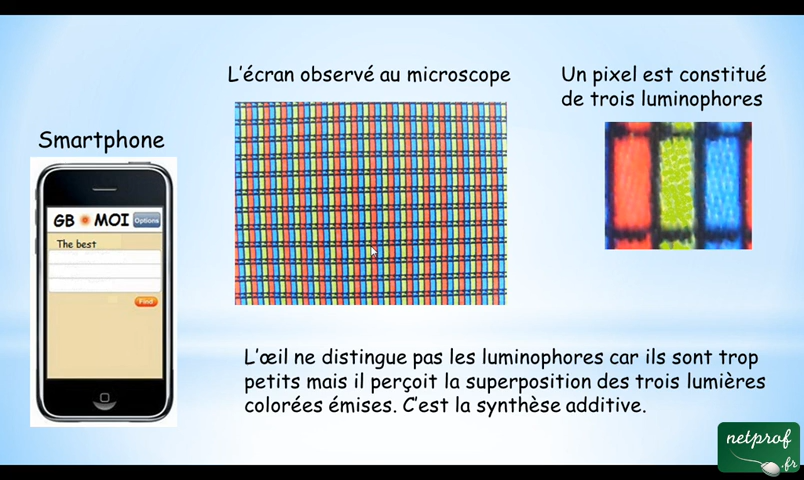 L'écran observé au microscope
Un pixel est constitué
de trois luminophores
Smartphone
GB MOI Options
The best
Find
L'œil ne distingue pas les luminophores car ils sont trop
petits mais il perçoit la superposition des trois lumières
colorées émises. C'est la synthèse additive.
netprof
.fr